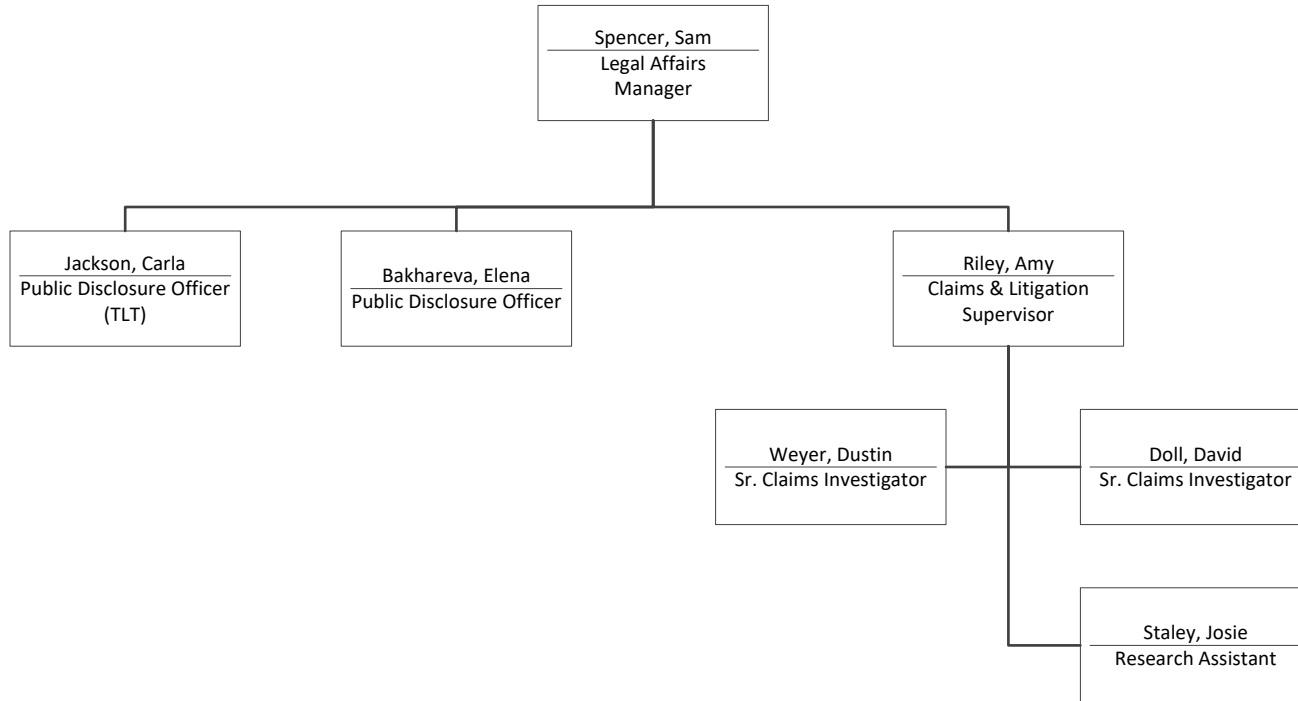 Spencer, Sam
Legal Affairs
Manager
Jackson, Carla
Public Disclosure Officer
(TLT)
Bakhareva, Elena
Public Disclosure Officer
Riley, Amy
Claims & Litigation
Supervisor
Weyer, Dustin
Sr. Claims Investigator
Doll, David
Sr. Claims Investigator
Staley, Josie
Research Assistant